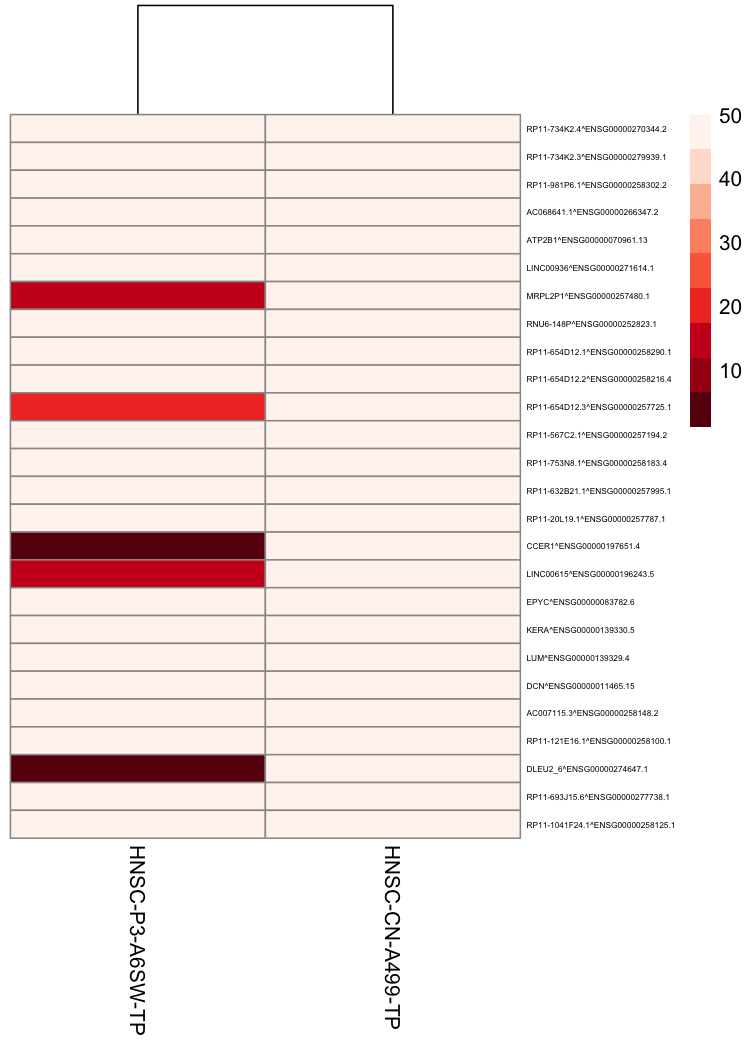 RP11-734K2.4^ENSG00000270344.2
RP11-734K2.3^ENSG00000279939.1
RP11-981P6.1^ENSG00000258302.2
AC068641.1^ENSG00000266347.2
ATP2B1^ENSG00000070961.13
LINC00936^ENSG00000271614.1
MRPL2P1^ENSG00000257480.1
RNU6-148P^ENSG00000252823.1
RP11-654D12.1^ENSG00000258290.1
RP11-654D12.2^ENSG00000258216.4
RP11-654D12.3^ENSG00000257725.1
RP11-567C2.1^ENSG00000257194.2
RP11-753N8.1^ENSG00000258183.4
RP11-632B21.1^ENSG00000257995.1
RP11-20L19.1^ENSG00000257787.1
CCER1^ENSG00000197651.4
LINC00615^ENSG00000196243.5
EPYC^ENSG00000083782.6
KERA^ENSG00000139330.5
LUM^ENSG00000139329.4
DCN^ENSG00000011465.15
AC007115.3^ENSG00000258148.2
RP11-121E16.1^ENSG00000258100.1
DLEU2_6^ENSG00000274647.1
RP11-693J15.6^ENSG00000277738.1
RP11-1041F24.1^ENSG00000258125.1
50
40
30
20
10
HNSC-P3-A6SW-TP
HNSC-CN-A499-TP